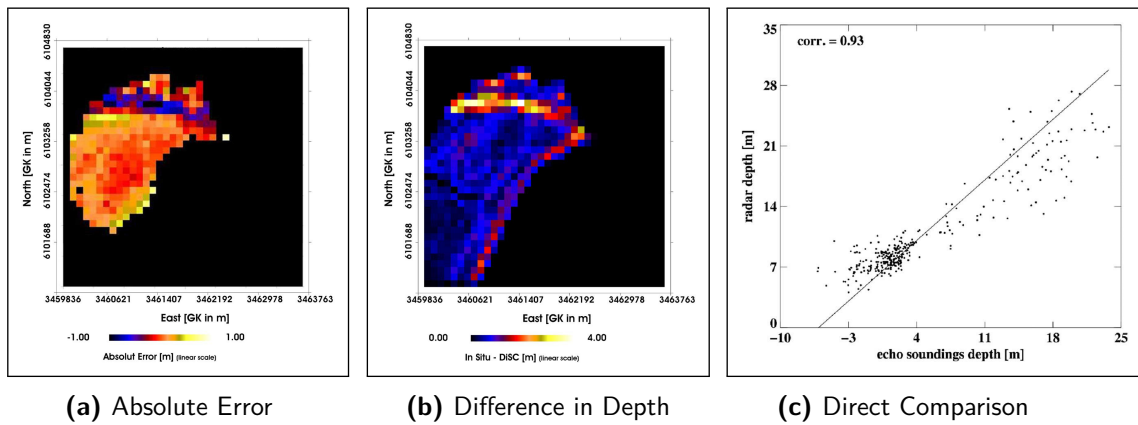 North [GK in m]
6104830
6104044
6103258
6102474
6101688
3459836 3460621 3461407 3462192 3462978 3463763
East [GK in m]
-1.00 1.00
Absolut Error [m] (linear scale)
(a) Absolute Error
North [GK in m]
6104830
6104044
6103258
6102474
6101688
3459836 3460621 3461407 3462192 3462978 3463763
East [GK in m]
0.00 4.00
In Situ - DiSC [m] (linear scale)
(b) Difference in Depth
corr. = 0.93
radar depth [m]
35
28
21
14
7
0
-10 -3 4 11 18 25
echo soundings depth [m]
(c) Direct Comparison